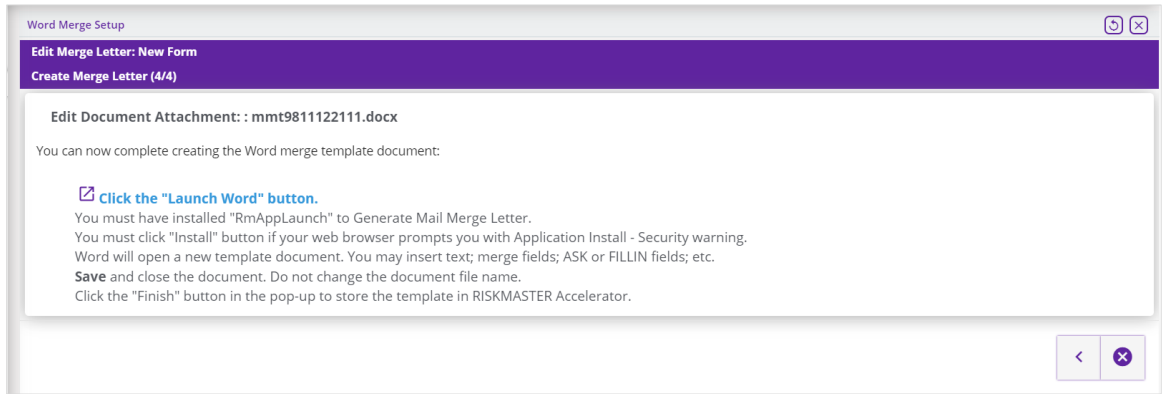 Word Merge Setup
Edit Merge Letter: New Form
Create Merge Letter (4/4)
Edit Document Attachment: : mmt9811122111.docx
You can now complete creating the Word merge template document:
Click the "Launch Word" button.
You must have installed "RmAppLaunch" to Generate Mail Merge Letter.
You must click "Install" button if your web browser prompts you with Application Install - Security warning.
Word will open a new template document. You may insert text; merge fields; ASK or FILLIN fields; etc.
Save and close the document. Do not change the document file name.
Click the "Finish" button in the pop-up to store the template in RISKMASTER Accelerator.